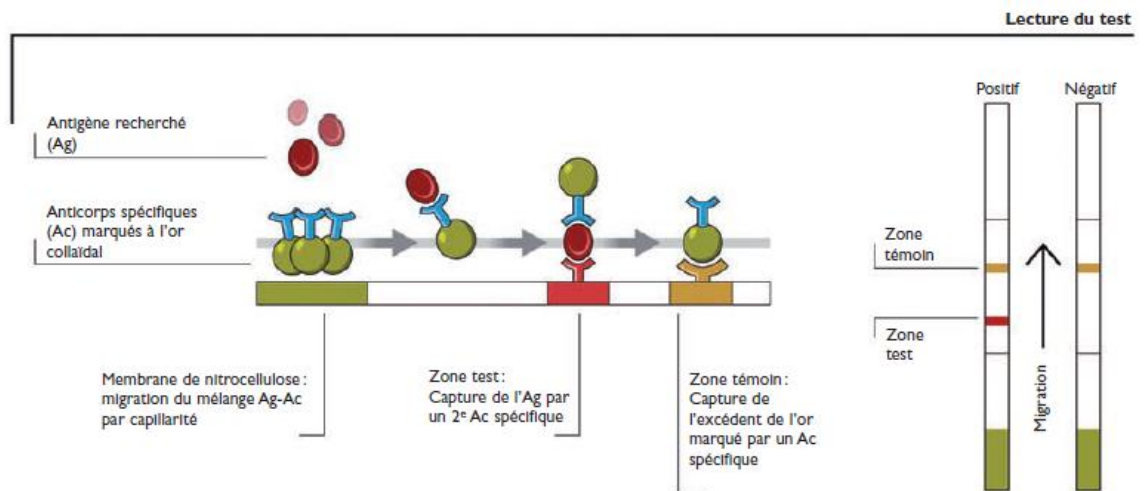 Lecture du test
Positif
Négatif
Antigène recherché
(Ag)
Anticorps spécifiques
(Ac) marqués à l'or
collaïdal
Zone
témoin
Zone
test
Migration
Membrane de nitrocellulose :
migration du mélange Ag-Ac
par capillarité
Zone test :
Capture de l'Ag par
un 2e Ac spécifique
Zone témoin :
Capture de
l'excédent de l'or
marqué par un Ac
spécifique